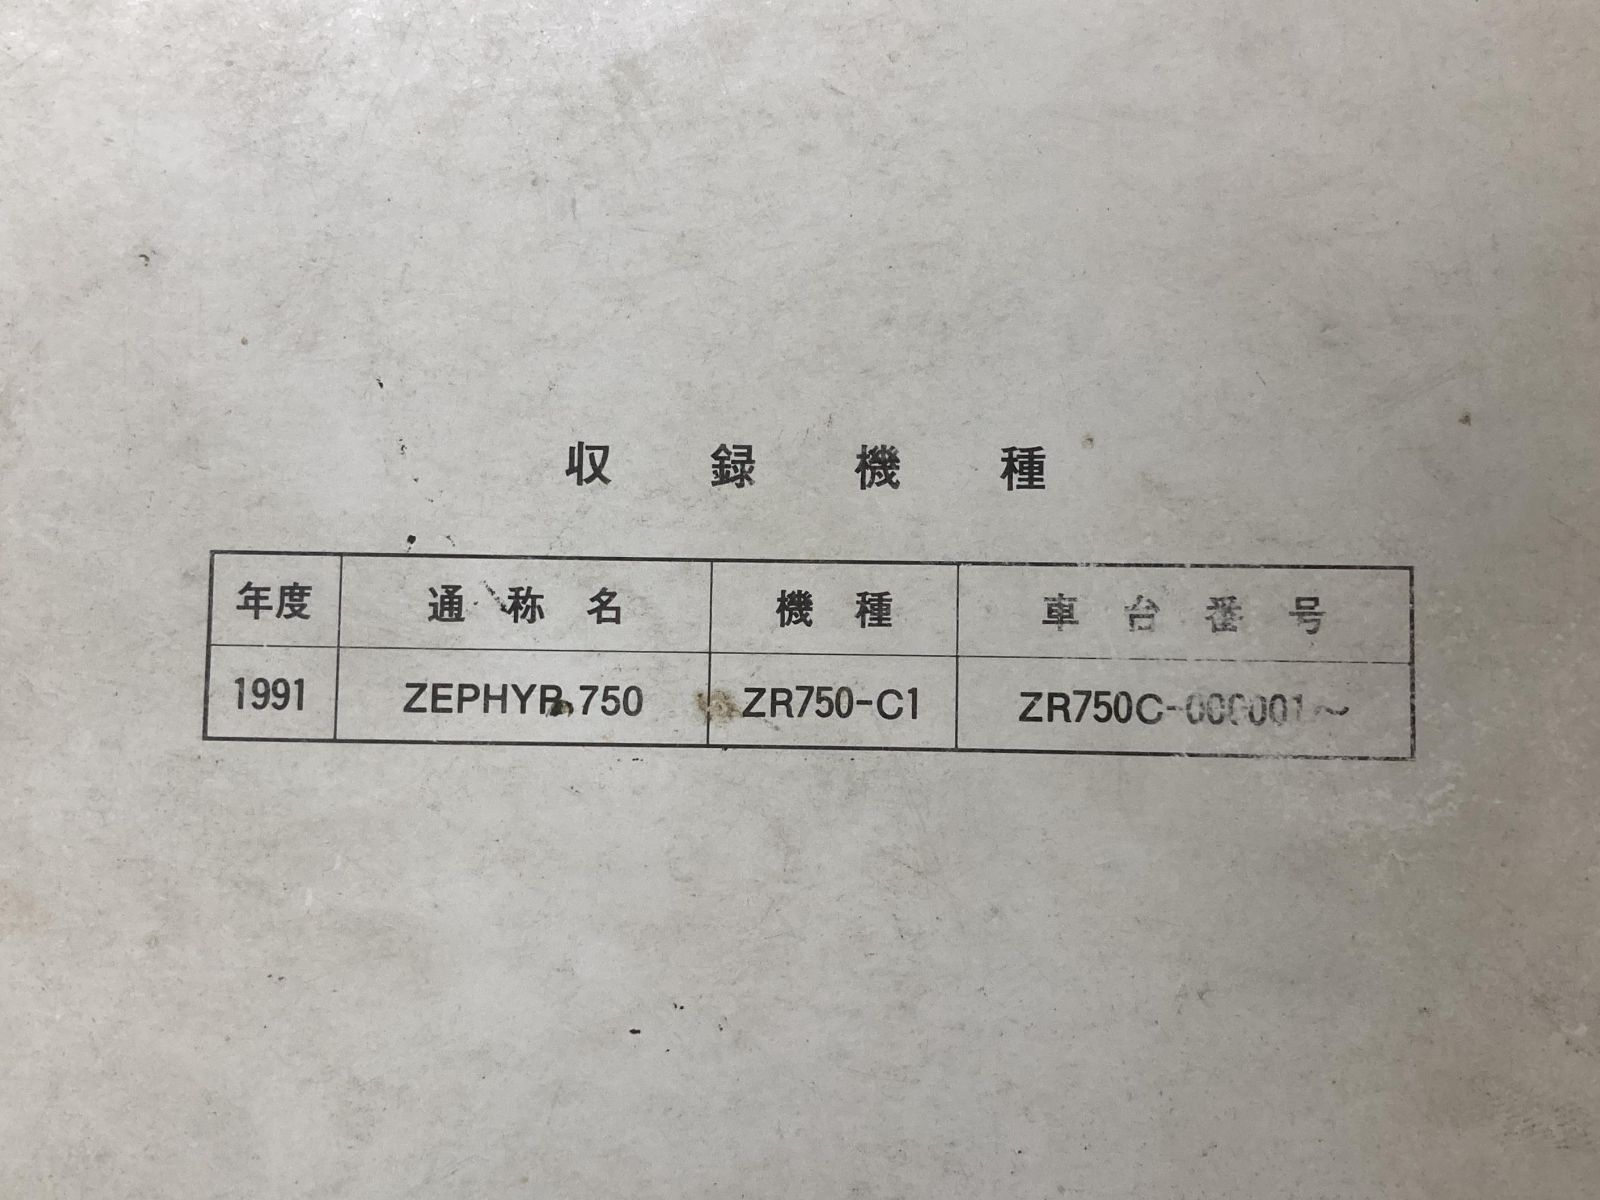 収録機種
年度 通称名 機種 車台番号
1991 ZEPHYR 750 ZR750-C1 ZR750C-000001～